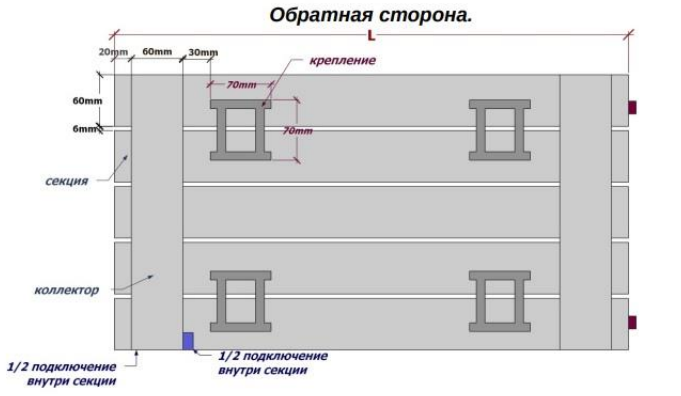 Обратная сторона.
L
20mm 60mm 30mm
крепление
70mm
60mm
70mm
6mm
секция
коллектор
1/2 подключение
внутри секции
1/2 подключение
внутри секции